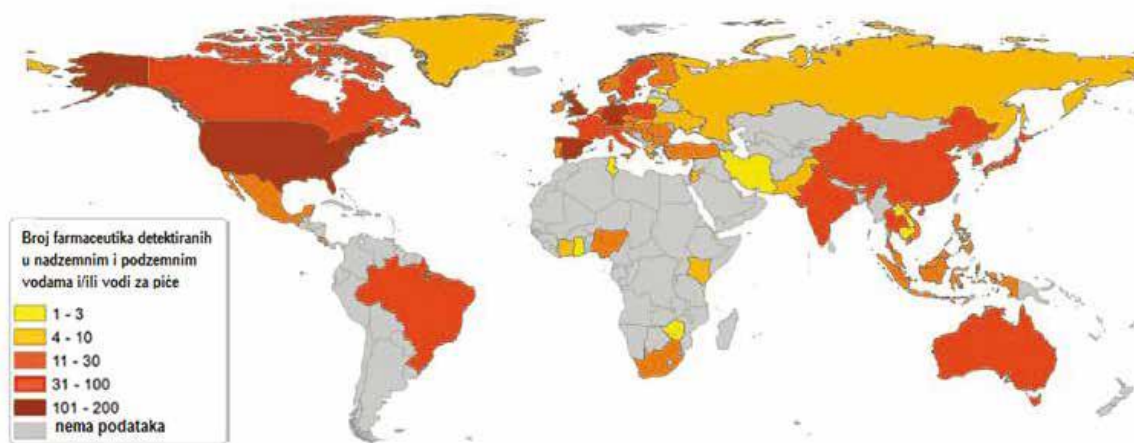 Broj farmaceutika detektiranih
u nadzemnim i podzemnim
vodama i/ili vodi za piće
1 - 3
4 - 10
11 - 30
31 - 100
101 - 200
nema podataka